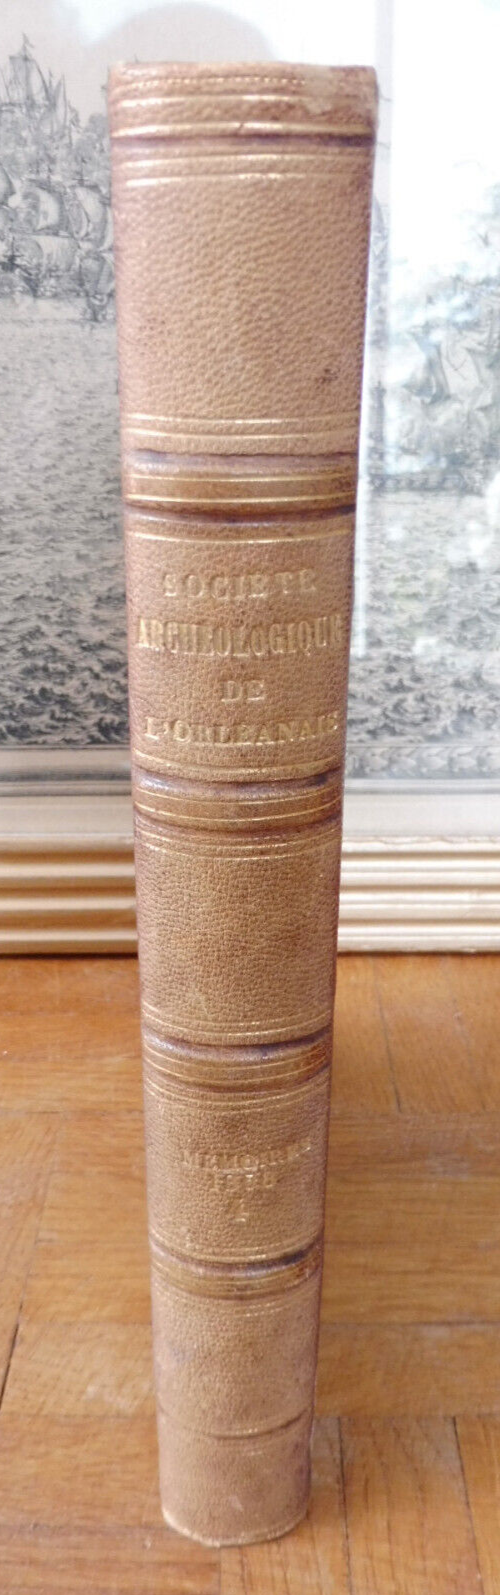 SOCIETE
ARCHEOLOGIQUE
DE
L'ORLEANAIS
MEMOIRES
4